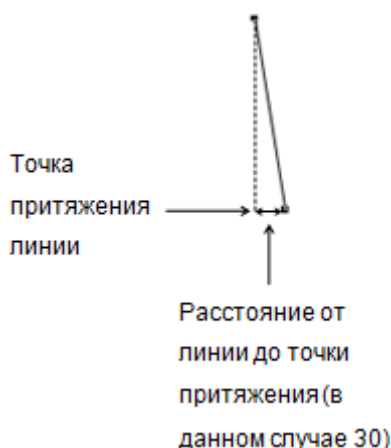 Точка
притяжения
линии
Расстояние от
линии до точки
притяжения (в
данном случае 30)